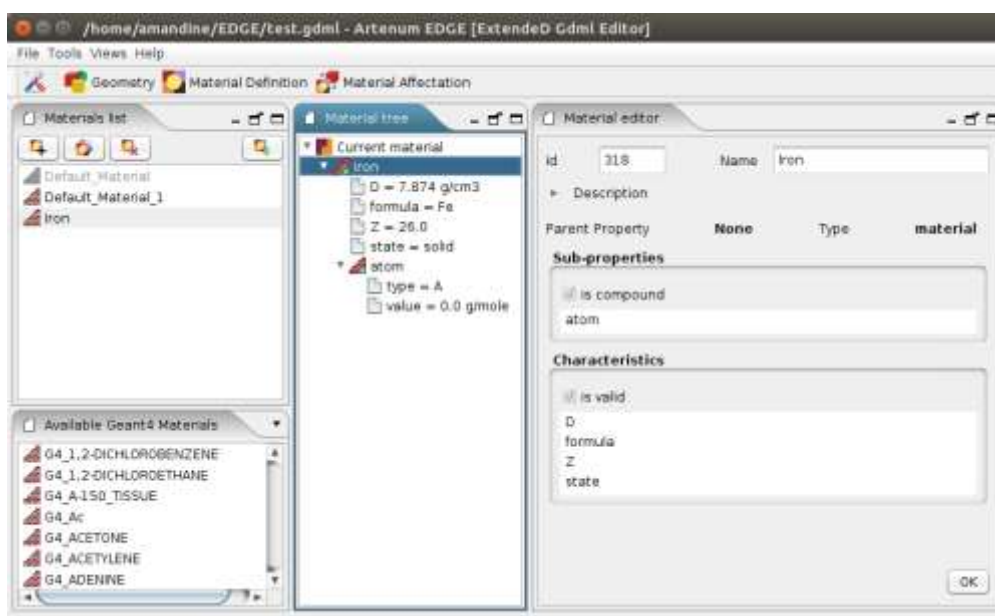 /home/amandine/EDGE/test.gdml - Artenum EDGE [ExtendeD Gdml Editor]
File Tools Views Help
Geometry Material Definition Material Affectation
Materials list
Default_Material
Default_Material_1
Iron
Available Geant4 Materials
G4_1,2-DICHLOROBENZENE
G4_1,2-DICHLOROETHANE
G4_A-150_TISSUE
G4_Ac
G4_ACETONE
G4_ACETYLENE
G4_ADENINE
Material tree
Current material
Iron
D = 7.874 g/cm3
formula = Fe
Z = 26.0
state = solid
atom
type = A
value = 0.0 g/mole
Material editor
id 318 Name Iron
Description
Parent Property None Type material
Sub-properties
is compound
atom
Characteristics
is valid
D
formula
Z
state
OK